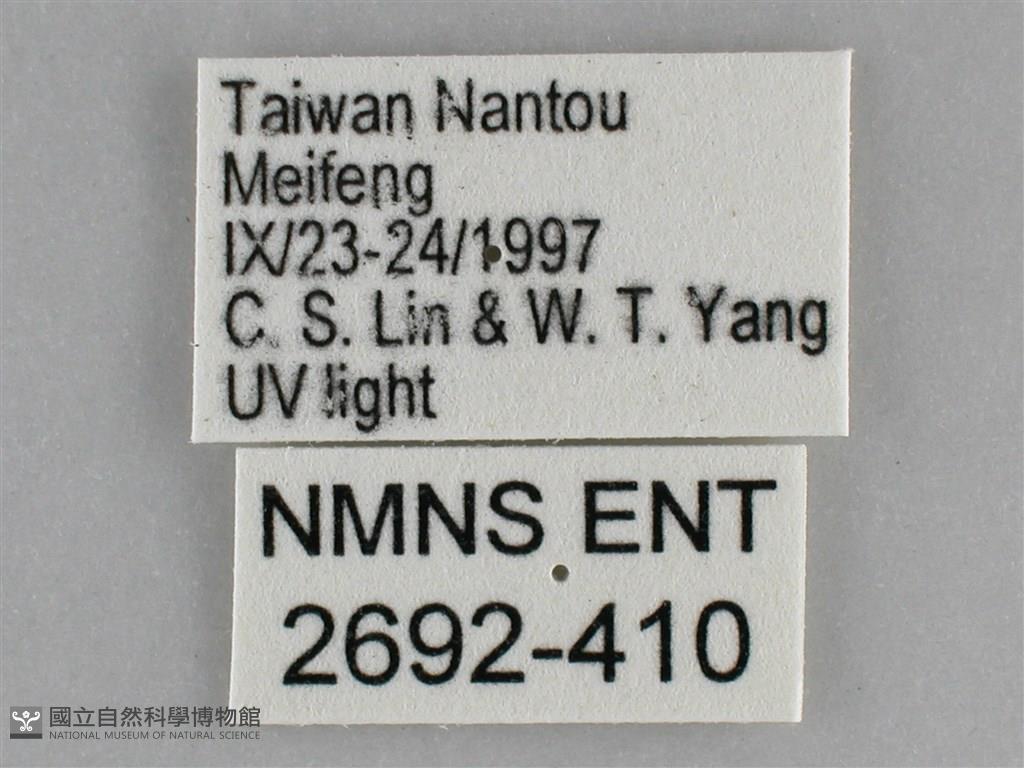 Taiwan Nantou
Meifeng
IX/23-24/1997
C. S. Lin & W. T. Yang
UV light
NMNS ENT
2692-410
國立自然科學博物館
NATIONAL MUSEUM OF NATURAL SCIENCE